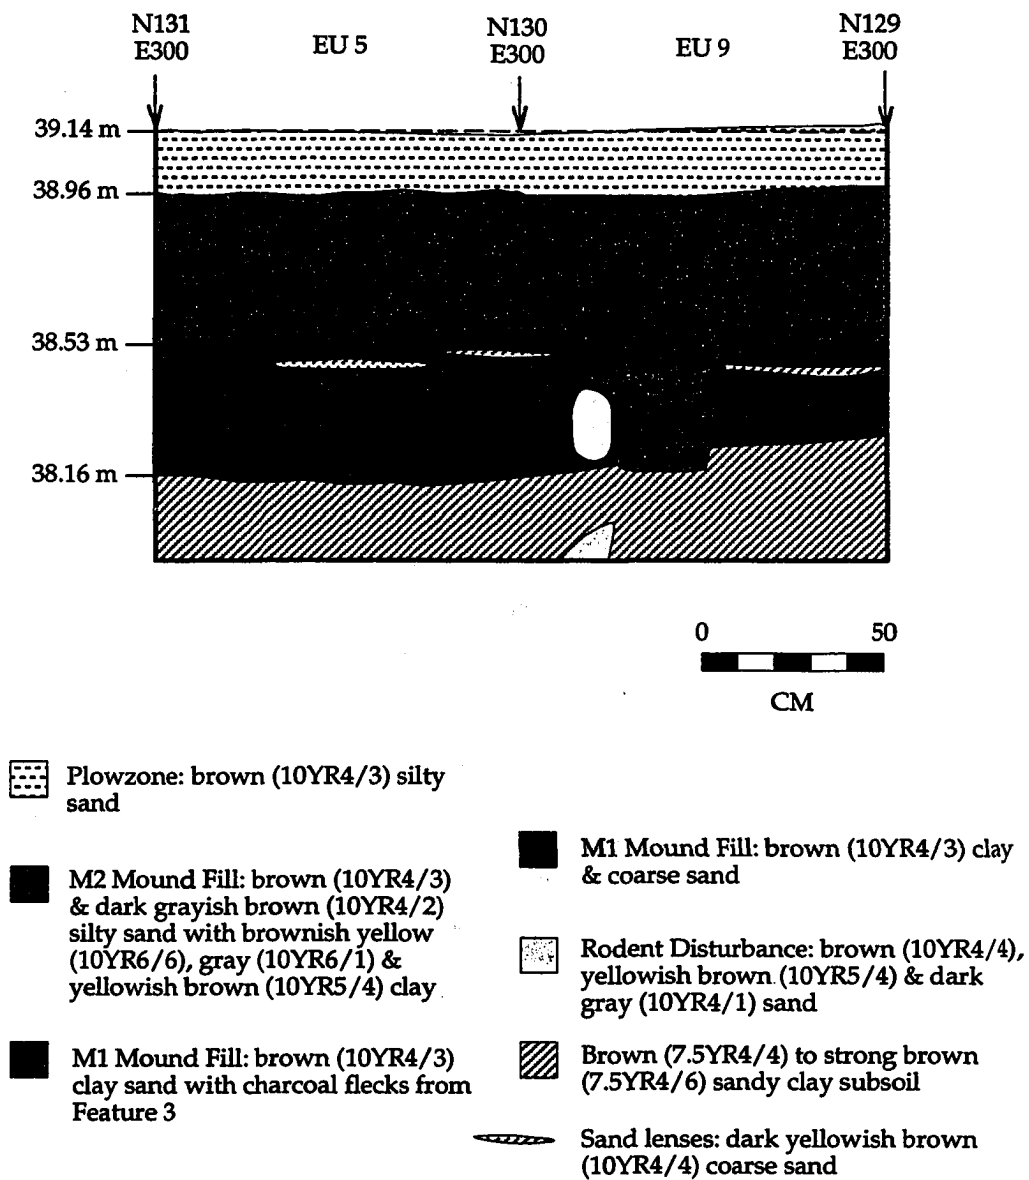 N131
E300
EU 5
N130
E300
EU 9
N129
E300
39.14 m
38.96 m
38.53 m
38.16 m
0 50
CM
Plowzone: brown (10YR4/3) silty
sand
M2 Mound Fill: brown (10YR4/3)
& dark grayish brown (10YR4/2)
silty sand with brownish yellow
(10YR6/6), gray (10YR6/1) &
yellowish brown (10YR5/4) clay
M1 Mound Fill: brown (10YR4/3)
clay sand with charcoal flecks from
Feature 3
M1 Mound Fill: brown (10YR4/3) clay
& coarse sand
Rodent Disturbance: brown (10YR4/4),
yellowish brown (10YR5/4) & dark
gray (10YR4/1) sand
Brown (7.5YR4/4) to strong brown
(7.5YR4/6) sandy clay subsoil
Sand lenses: dark yellowish brown
(10YR4/4) coarse sand